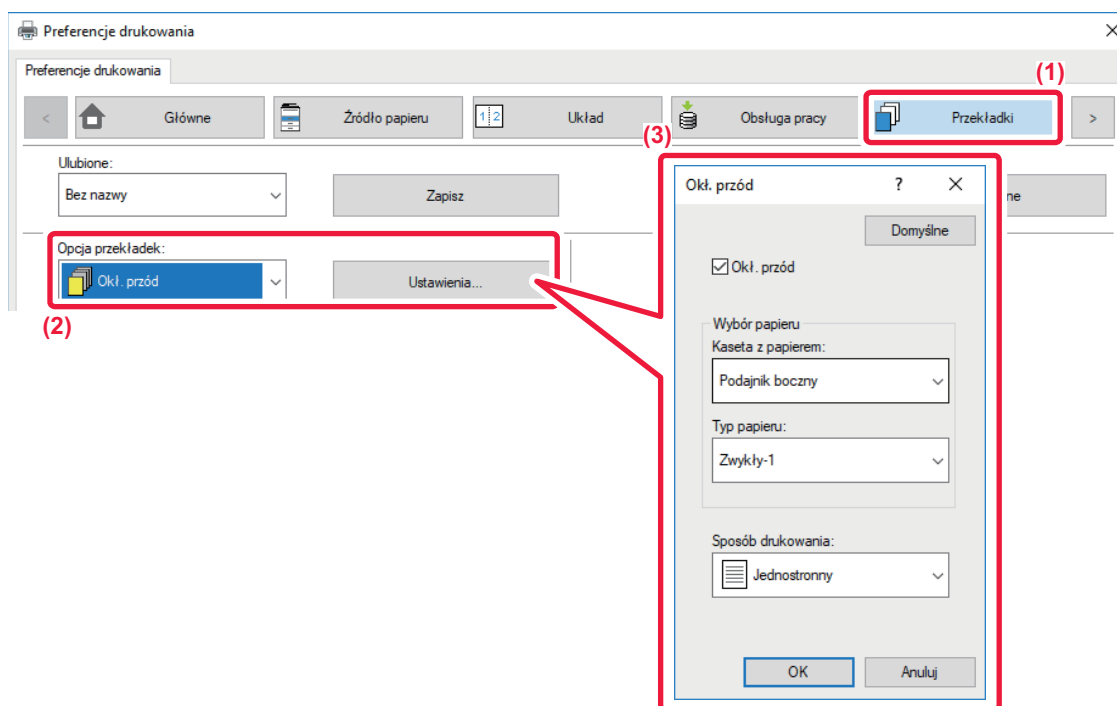 Preferencje drukowania
Preferencje drukowania
(1)
<
Główne
Źródło papieru
1 2
Układ
Obsługa pracy
Przekładki
>
(3)
Ulubione:
Bez nazwy
Zapisz
ne
Opcja przekładek:
Okł. przód
Ustawienia...
(2)
Okł. przód
?
Domyślne
Okł. przód
Wybór papieru
Kaseta z papierem:
Podajnik boczny
Typ papieru:
Zwykły-1
Sposób drukowania:
Jednostronny
OK
Anuluj